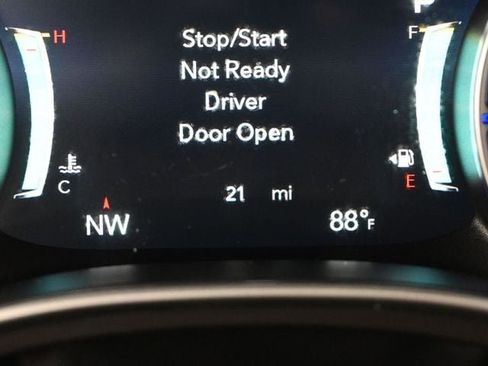 P
H
F
Stop/Start
Not Ready
Driver
Door Open
C
E
21 mi
NW
88°F